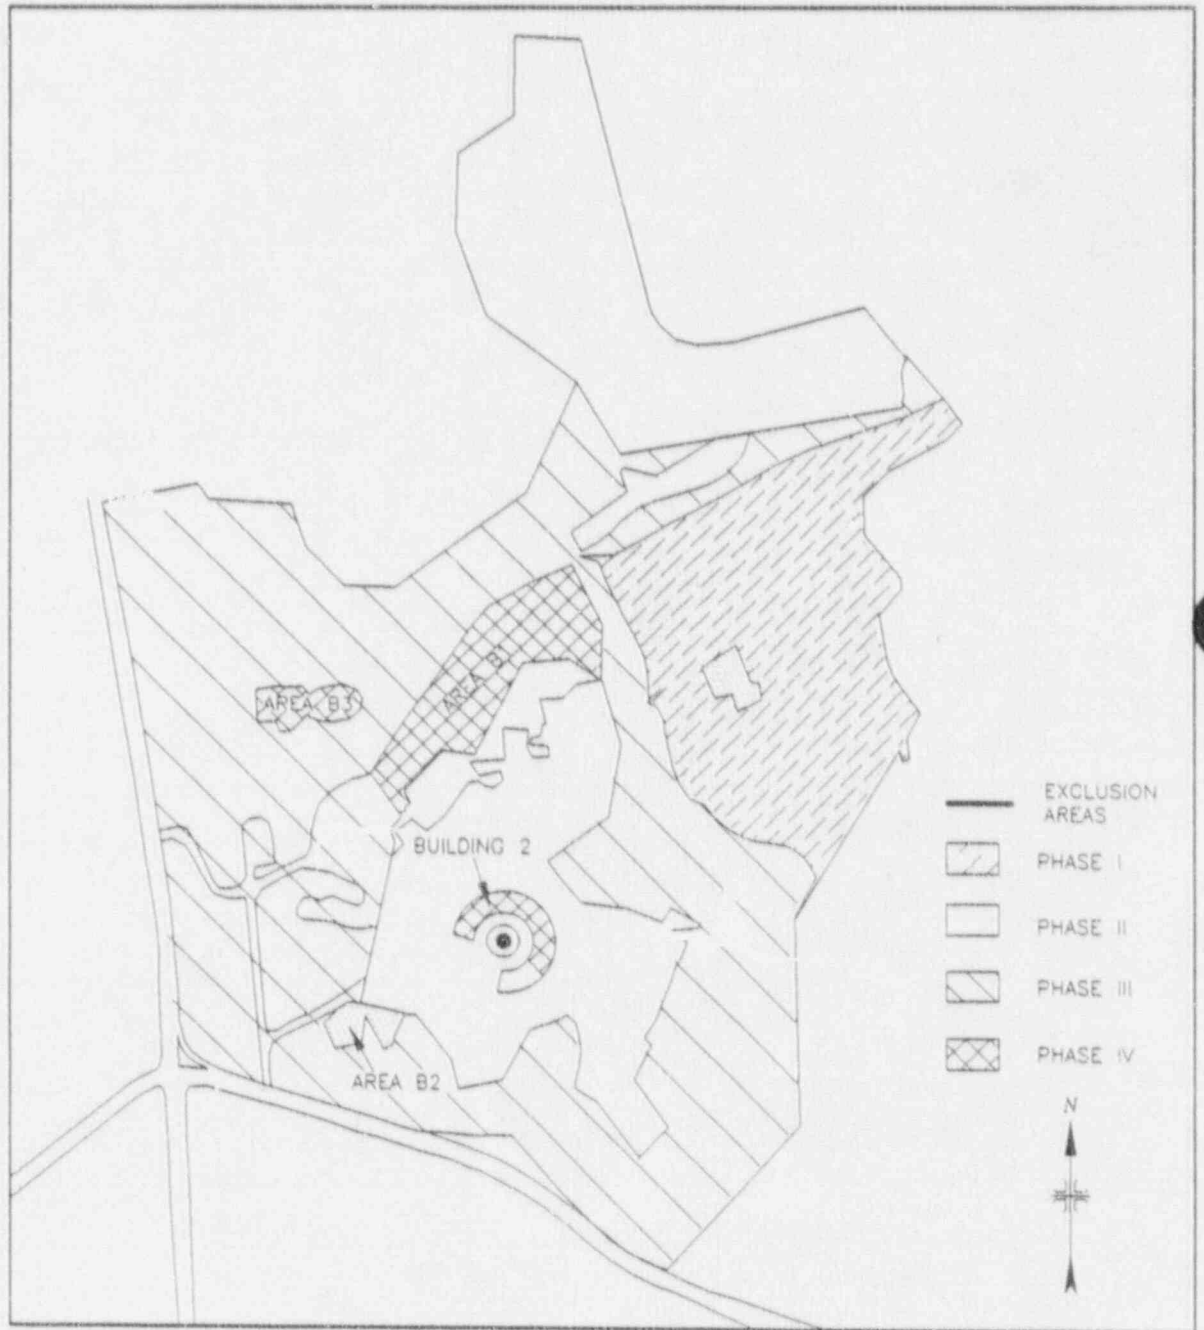 AREA B1
AREA B3
BUILDING 2
AREA B2
EXCLUSION
AREAS
PHASE I
PHASE II
PHASE III
PHASE IV
N